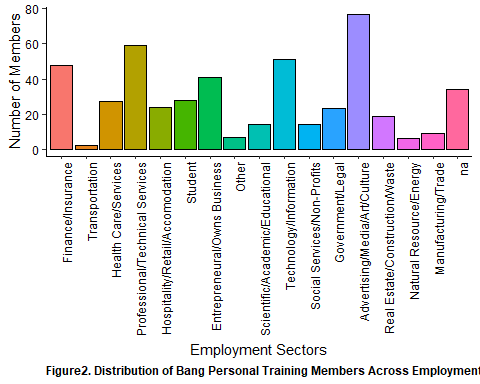 Number of Members
80
60
40
20
0
Finance/Insurance
Transportation
Health Care/Services
Professional/Technical Services
Hospitality/Retail/Accomodation
Student
Entrepreneural/Owns Business
Other
Scientific/Academic/Educational
Technology/Information
Social Services/Non-Profits
Government/Legal
Advertising/Media/Art/Culture
Real Estate/Construction/Waste
Natural Resource/Energy
Manufacturing/Trade
na
Employment Sectors
Figure2. Distribution of Bang Personal Training Members Across Employment